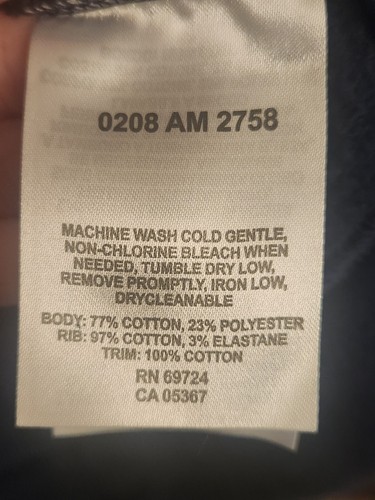 0208 AM 2758
MACHINE WASH COLD GENTLE,
NON-CHLORINE BLEACH WHEN
NEEDED, TUMBLE DRY LOW,
REMOVE PROMPTLY, IRON LOW,
DRYCLEANABLE
BODY: 77% COTTON, 23% POLYESTER
RIB: 97% COTTON, 3% ELASTANE
TRIM: 100% COTTON
RN 69724
CA 05367